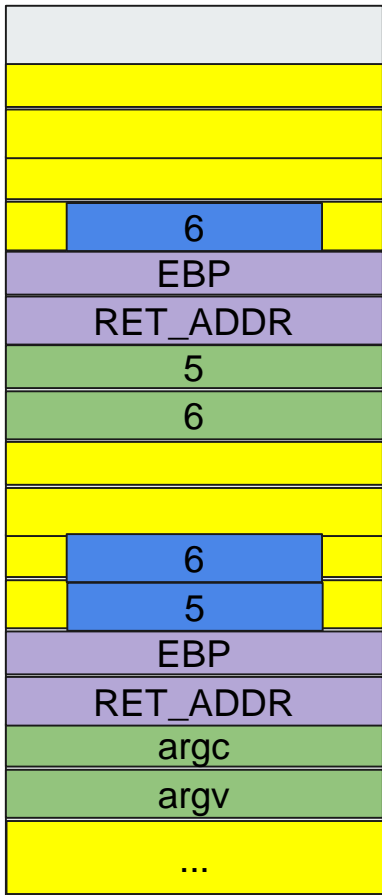 6
EBP
RET_ADDR
5
6
6
5
EBP
RET_ADDR
argc
argv
...